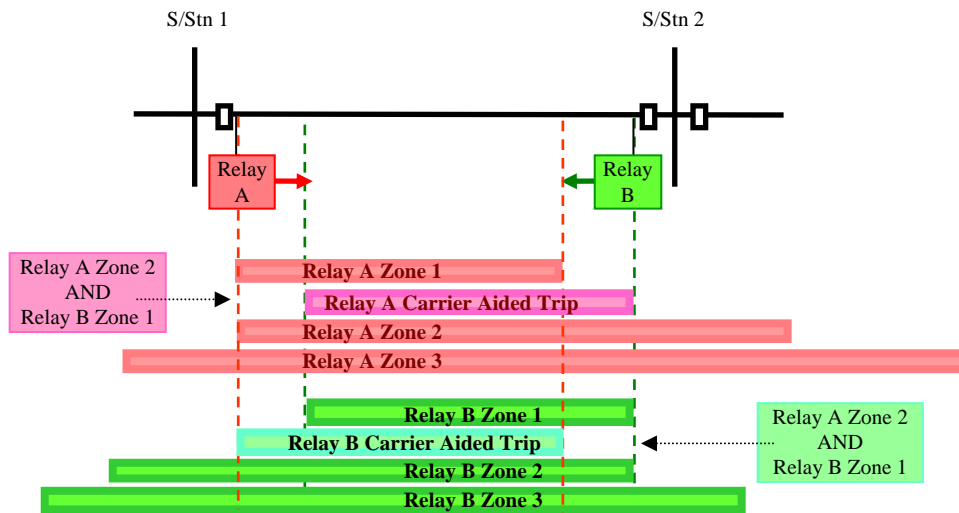 S/Stn 1
S/Stn 2
Relay
A
Relay
B
Relay A Zone 2
AND
Relay B Zone 1
Relay A Zone 1
Relay A Carrier Aided Trip
Relay A Zone 2
Relay A Zone 3
Relay B Zone 1
Relay B Carrier Aided Trip
Relay B Zone 2
Relay B Zone 3
Relay A Zone 2
AND
Relay B Zone 1